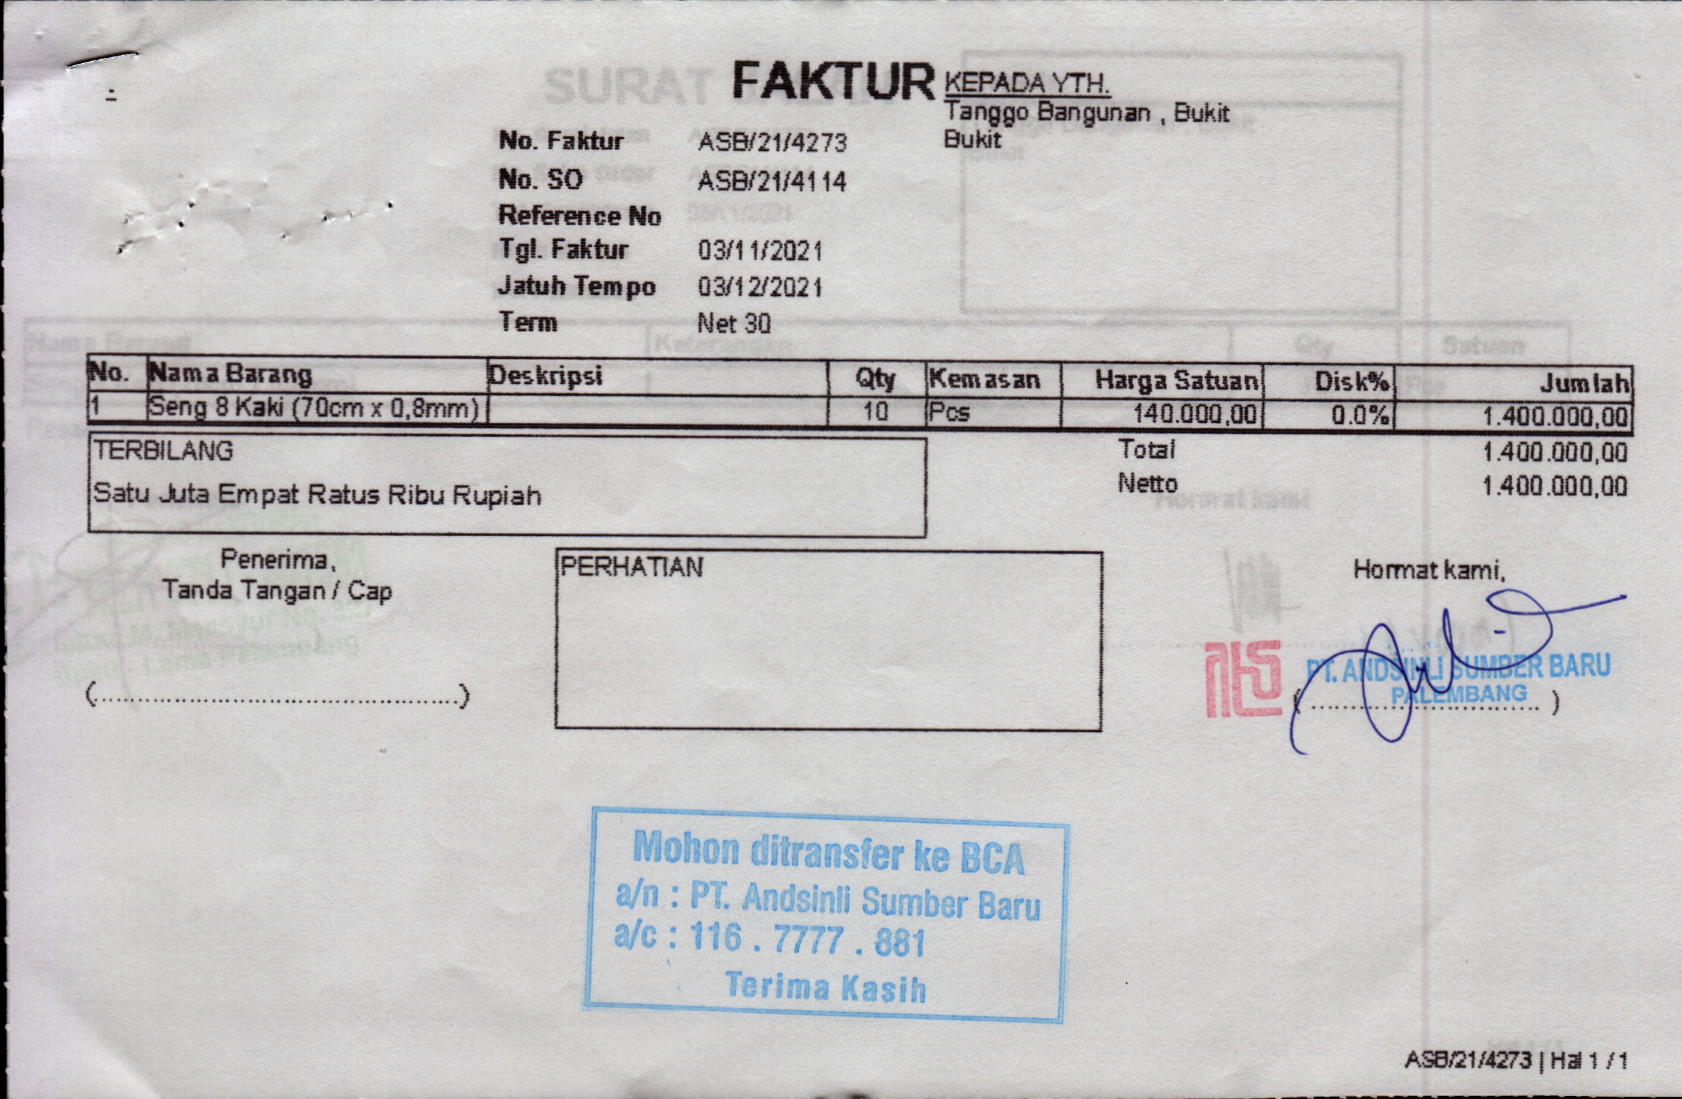 FAKTUR
KEPADA YTH.
Tanggo Bangunan , Bukit
Bukit
No. Faktur ASB/21/4273
No. SO ASB/21/4114
Reference No
Tgl. Faktur 03/11/2021
Jatuh Tempo 03/12/2021
Term Net 30
No. Nama Barang Deskripsi Qty Kemasan Harga Satuan Disk% Jumlah
1 Seng 8 Kaki (70cm x 0,8mm) 10 Pcs 140.000,00 0.0% 1.400.000,00
TERBILANG
Satu Juta Empat Ratus Ribu Rupiah
Total 1.400.000,00
Netto 1.400.000,00
Penerima,
Tanda Tangan / Cap
(................................................)
PERHATIAN
Hormat kami,
PT. ANDSINLI SUMBER BARU
PALEMBANG
(..............................)
Mohon ditransfer ke BCA
a/n : PT. Andsinli Sumber Baru
a/c : 116 . 7777 . 881
Terima Kasih
ASB/21/4273 | Hal 1 / 1